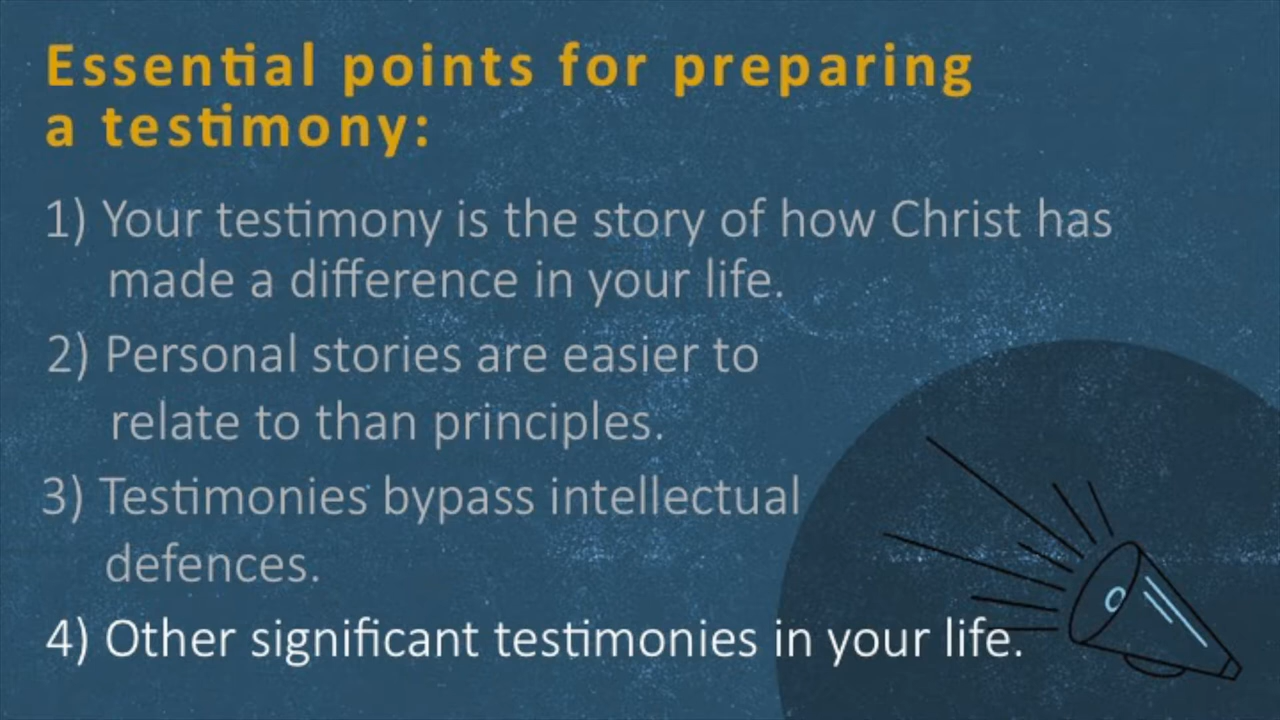 Essential points for preparing
a testimony:
1) Your testimony is the story of how Christ has
made a difference in your life.
2) Personal stories are easier to
relate to than principles.
3) Testimonies bypass intellectual
defences.
4) Other significant testimonies in your life.